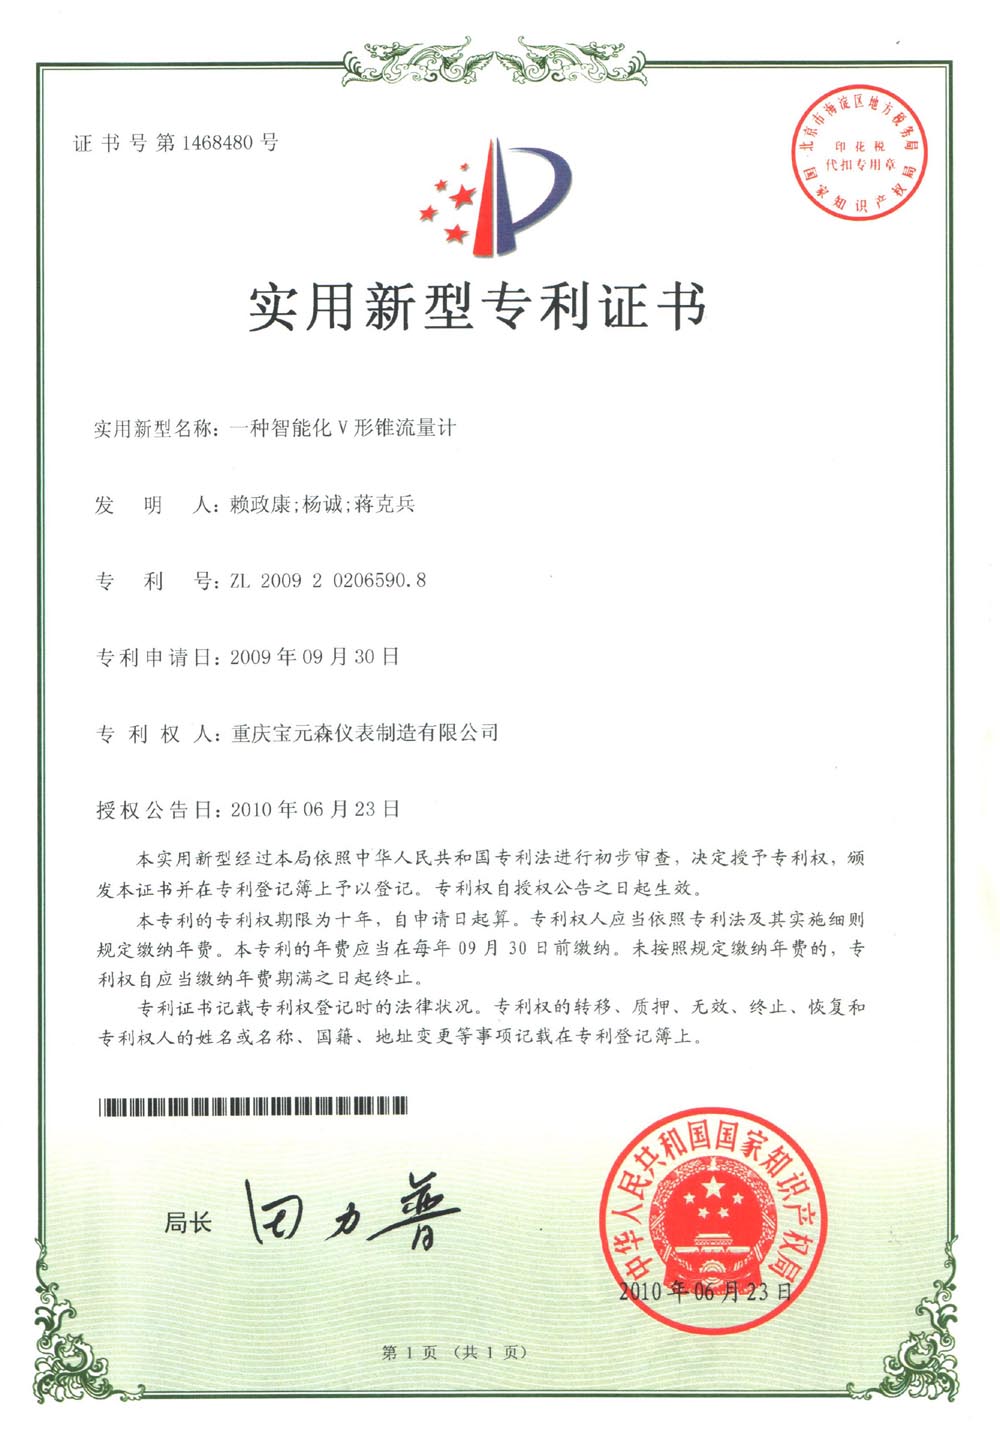 证书号第1468480号
北京市海淀区地方税务局
印花税
代扣专用章
国家知识产权局
实用新型专利证书
实用新型名称：一种智能化V形锥流量计
发明人：赖政康;杨诚;蒋克兵
专利号：ZL 2009 2 0206590.8
专利申请日：2009年09月30日
专利权人：重庆宝元森仪表制造有限公司
授权公告日：2010年06月23日
本实用新型经过本局依照中华人民共和国专利法进行初步审查，决定授予专利权，颁
发本证书并在专利登记簿上予以登记。专利权自授权公告之日起生效。
本专利的专利权期限为十年，自申请日起算。专利权人应当依照专利法及其实施细则
规定缴纳年费。本专利的年费应当在每年09月30日前缴纳。未按照规定缴纳年费的，专
利权自应当缴纳年费期满之日起终止。
专利证书记载专利权登记时的法律状况。专利权的转移、质押、无效、终止、恢复和
专利权人的姓名或名称、国籍、地址变更等事项记载在专利登记簿上。
局长 田力普
中华人民共和国国家知识产权局
2010年06月23日
第1页（共1页）